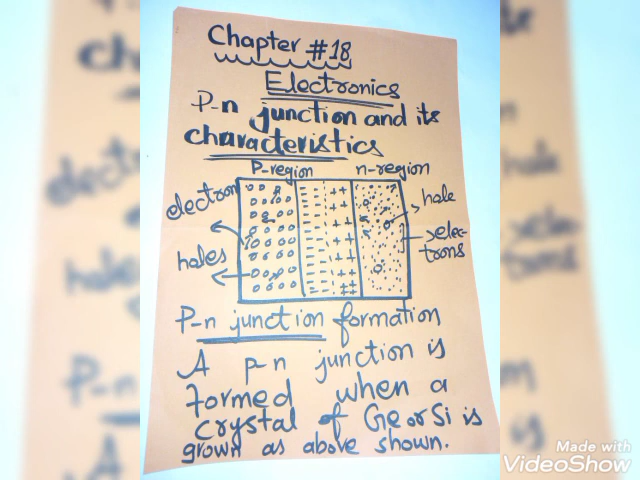 Chapter #18
Electronics
P-n junction and its
characteristics
P-region n-region
electron
hole
elec-
trons
holes
P-n junction formation
A p-n junction is
formed when a
crystal of Ge or Si is
grown as above shown.
Made with
VideoShow